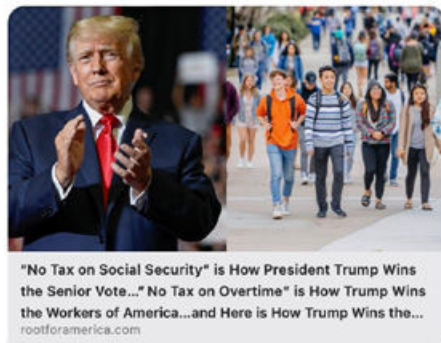 "No Tax on Social Security" is How President Trump Wins
the Senior Vote..." No Tax on Overtime" is How Trump Wins
the Workers of America...and Here is How Trump Wins the...
rootforamerica.com